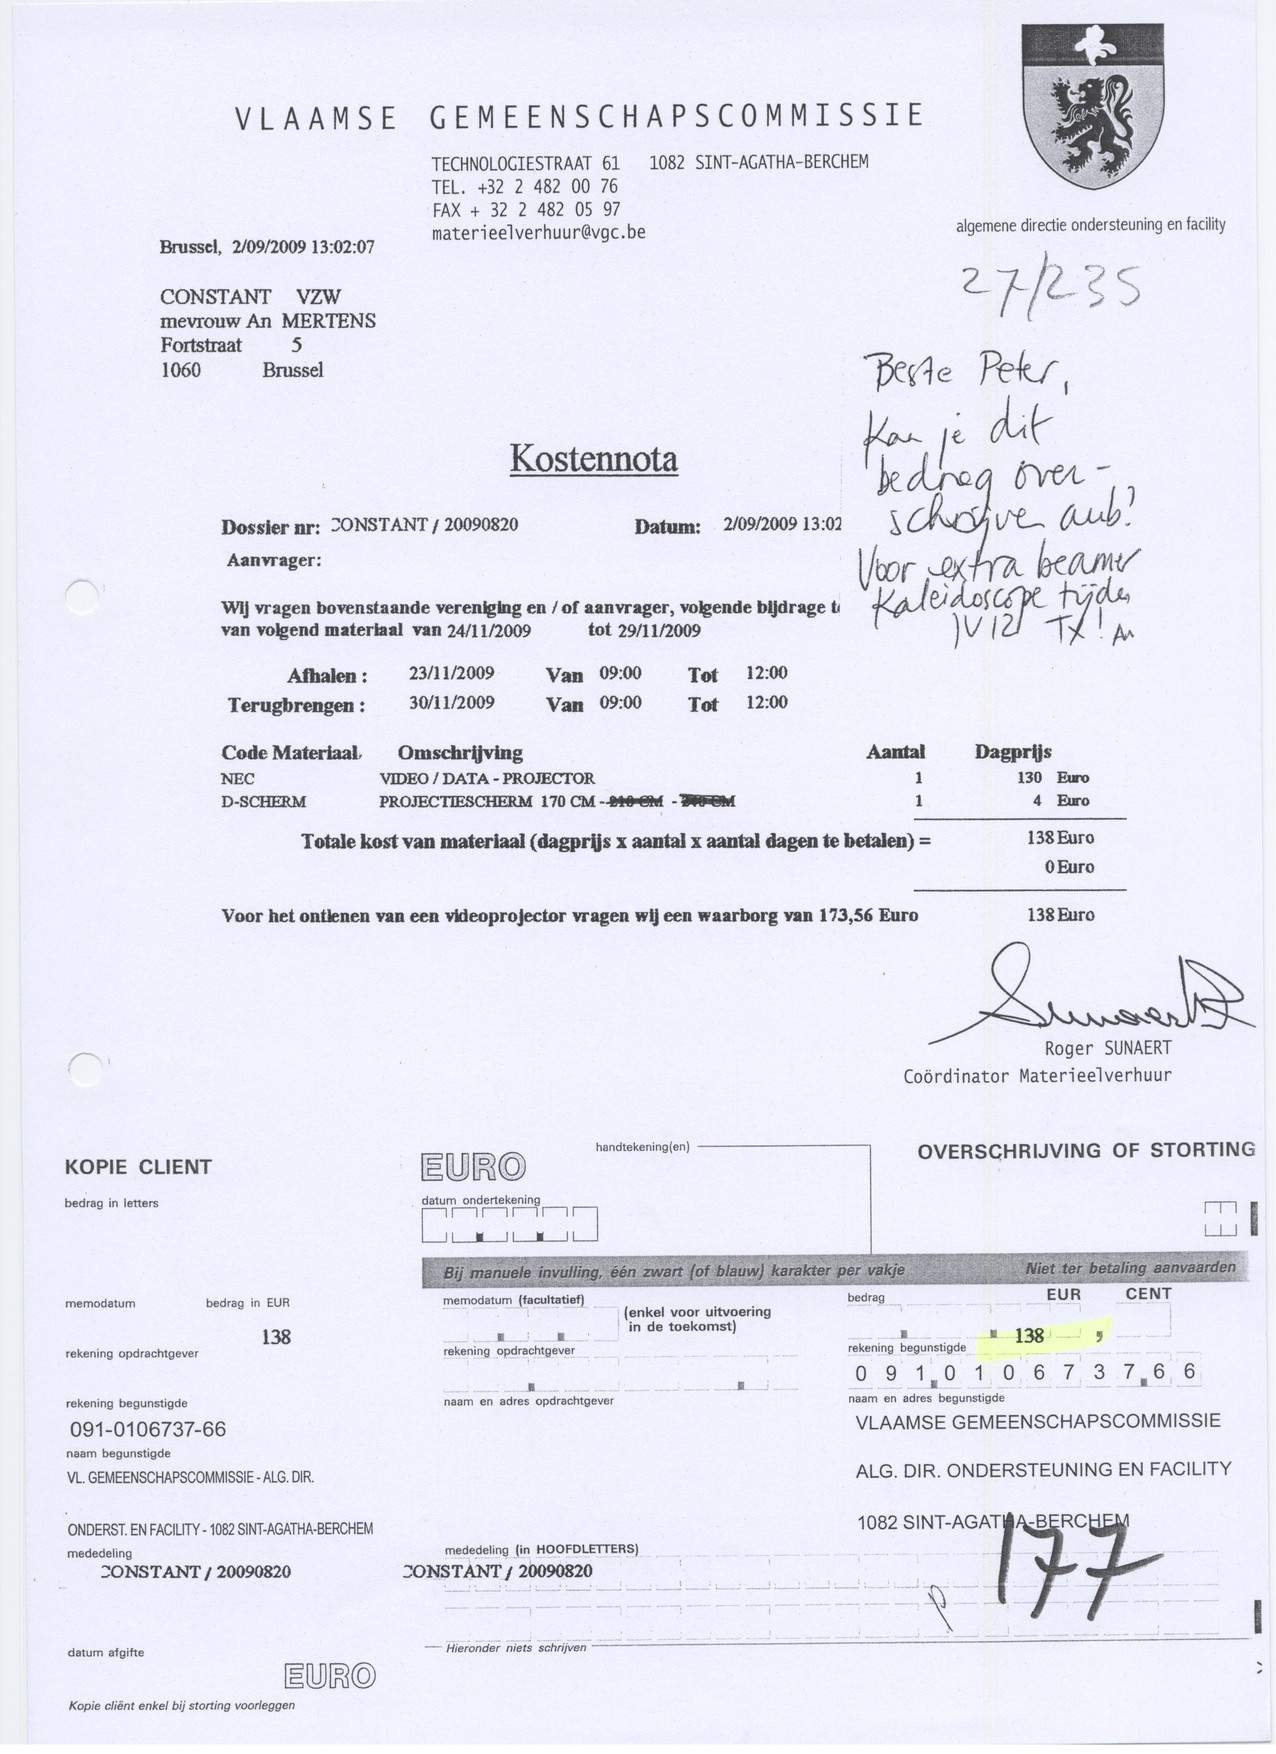 VLAAMSE GEMEENSCHAPSCOMMISSIE
TECHNOLOGIESTRAAT 61 1082 SINT-AGATHA-BERCHEM
TEL. +32 2 482 00 76
FAX + 32 2 482 05 97
materieelverhuur@vgc.be
algemene directie ondersteuning en facility
Brussel, 2/09/2009 13:02:07
27/235
CONSTANT VZW
mevrouw An MERTENS
Fortstraat 5
1060 Brussel
Beste Peter,
Kan je dit
bedrag over-
schrijven aub?
Voor extra beamer
Kaleidoscope tijdens
JV12! TX! An
Kostennota
Dossier nr: CONSTANT / 20090820 Datum: 2/09/2009 13:02
Aanvrager:
Wij vragen bovenstaande vereniging en / of aanvrager, volgende bijdrage t
van volgend materiaal van 24/11/2009 tot 29/11/2009
Afhalen : 23/11/2009 Van 09:00 Tot 12:00
Terugbrengen : 30/11/2009 Van 09:00 Tot 12:00
Code Materiaal Omschrijving Aantal Dagprijs
NEC VIDEO / DATA - PROJECTOR 1 130 Euro
D-SCHERM PROJECTIESCHERM 170 CM - 210 CM - 240 CM 1 4 Euro
Totale kost van materiaal (dagprijs x aantal x aantal dagen te betalen) = 138 Euro
0 Euro
Voor het ontlenen van een videoprojector vragen wij een waarborg van 173,56 Euro 138 Euro
Sunaert
Roger SUNAERT
Coördinator Materieelverhuur
KOPIE CLIENT
EURO
handtekening(en)
OVERSCHRIJVING OF STORTING
bedrag in letters
datum ondertekening
Bij manuele invulling, één zwart (of blauw) karakter per vakje Niet ter betaling aanvaarden
memodatum bedrag in EUR
138
memodatum (facultatief)
(enkel voor uitvoering
in de toekomst)
bedrag EUR CENT
138 ,
rekening opdrachtgever
rekening opdrachtgever
rekening begunstigde
0 9 1 0 1 0 6 7 3 7 6 6
rekening begunstigde
091-0106737-66
naam en adres opdrachtgever
naam en adres begunstigde
VLAAMSE GEMEENSCHAPSCOMMISSIE
naam begunstigde
VL. GEMEENSCHAPSCOMMISSIE - ALG. DIR.
ALG. DIR. ONDERSTEUNING EN FACILITY
ONDERST. EN FACILITY - 1082 SINT-AGATHA-BERCHEM
1082 SINT-AGATHA-BERCHEM
mededeling
CONSTANT / 20090820
mededeling (in HOOFDLETTERS)
CONSTANT / 20090820
p 177
Hieronder niets schrijven
datum afgifte
EURO
Kopie cliënt enkel bij storting voorleggen